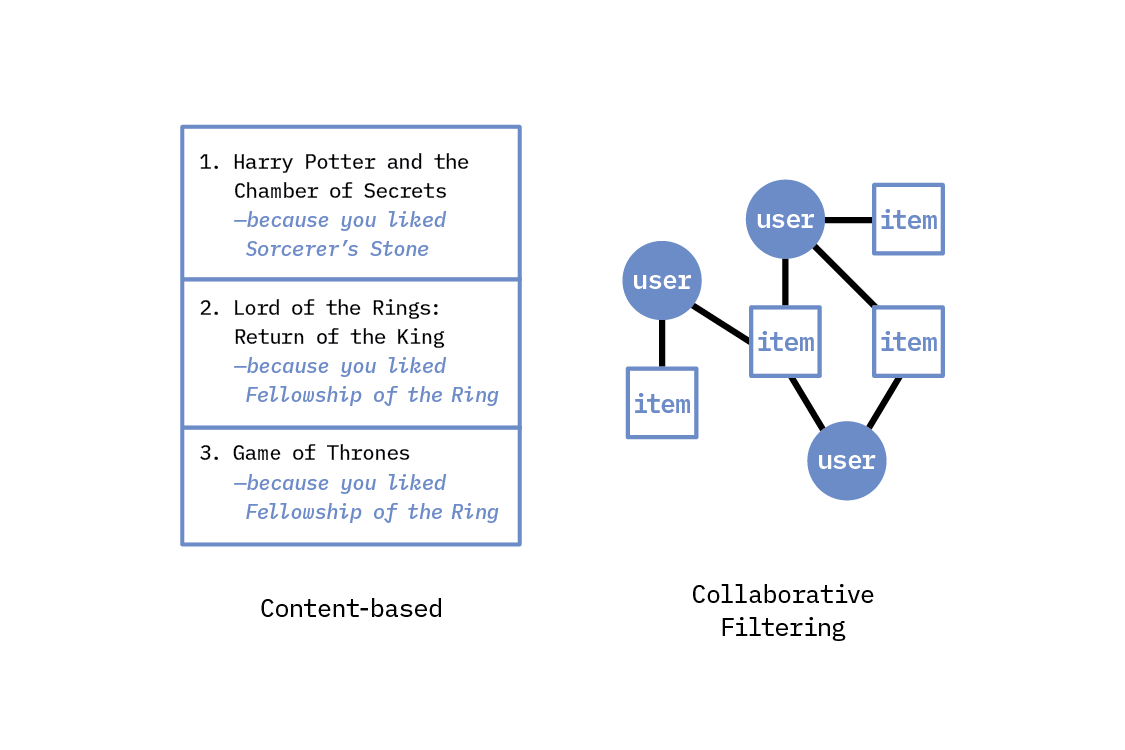 1. Harry Potter and the
Chamber of Secrets
—because you liked
Sorcerer’s Stone
2. Lord of the Rings:
Return of the King
—because you liked
Fellowship of the Ring
3. Game of Thrones
—because you liked
Fellowship of the Ring
Content-based
user
item
user
item
item
item
user
Collaborative
Filtering